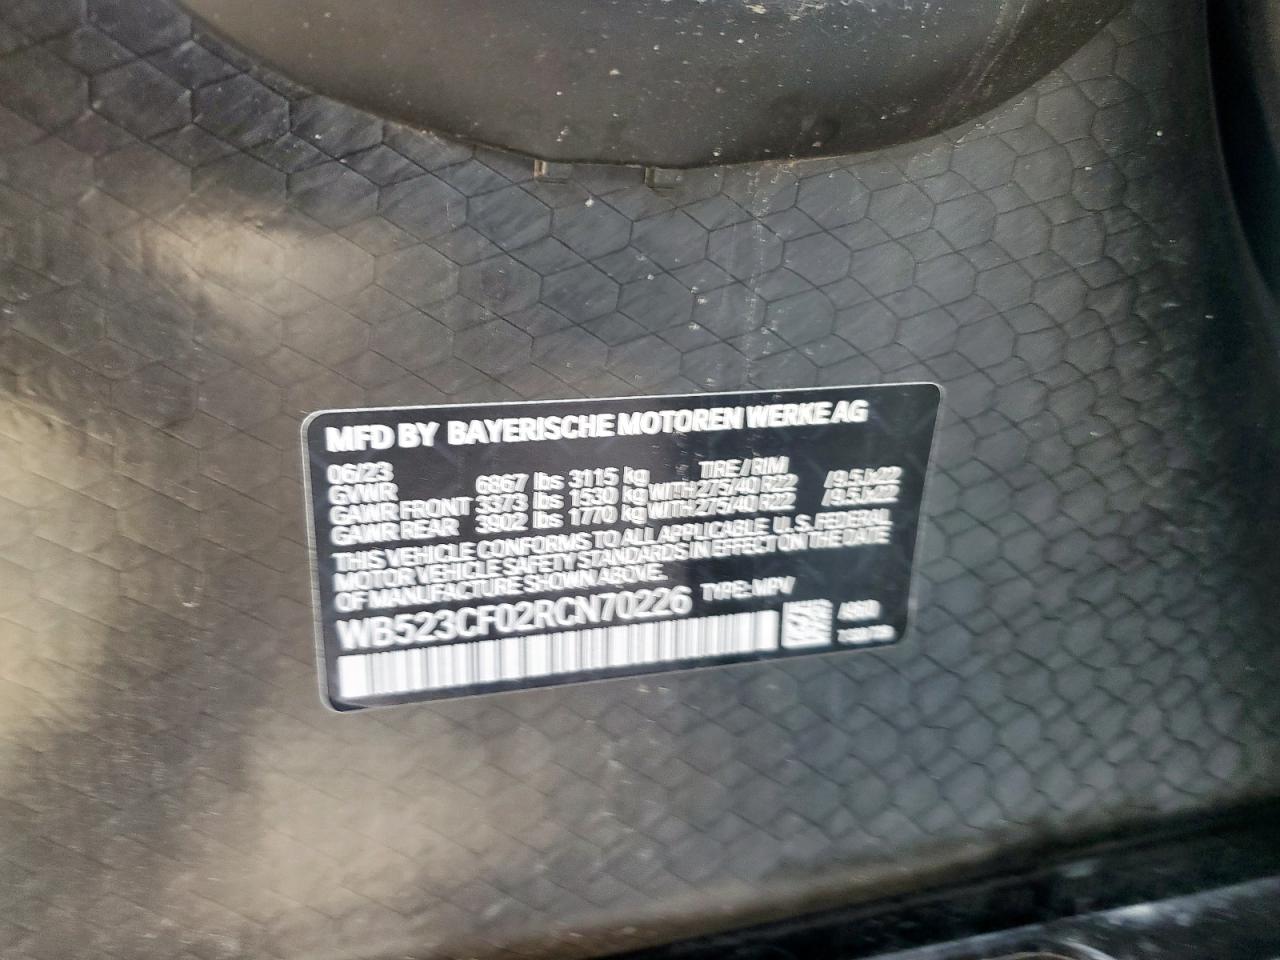 MFD BY BAYERISCHE MOTOREN WERKE AG
06/23 TIRE / RIM
GVWR 6867 lbs 3115 kg
GAWR FRONT 3373 lbs 1530 kg WITH 275/40 R22 /9.5Jx22
GAWR REAR 3902 lbs 1770 kg WITH 275/40 R22 /9.5Jx22
THIS VEHICLE CONFORMS TO ALL APPLICABLE U.S. FEDERAL
MOTOR VEHICLE SAFETY STANDARDS IN EFFECT ON THE DATE
OF MANUFACTURE SHOWN ABOVE.
WB523CF02RCN70226 TYPE: MPV